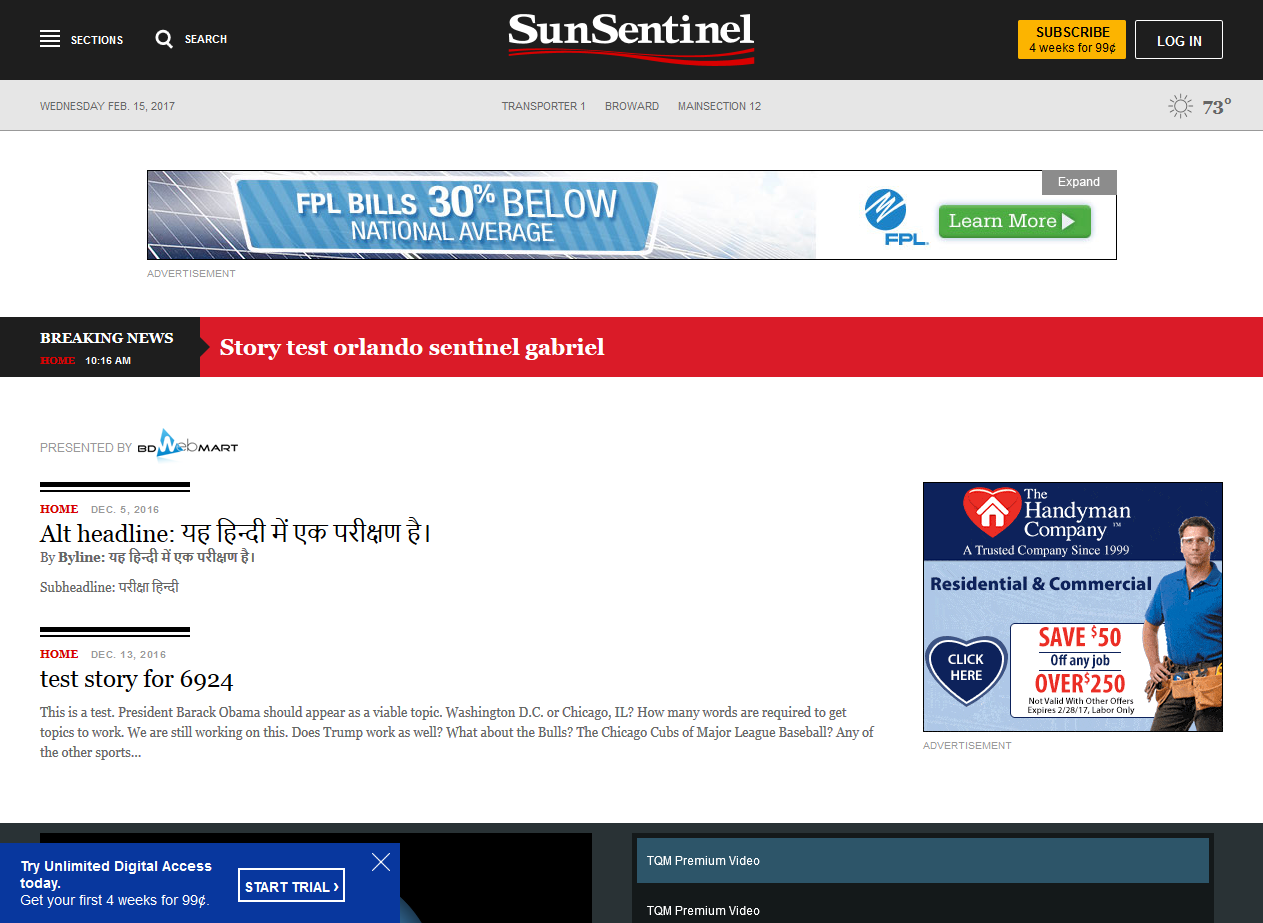 SECTIONS
SEARCH
SunSentinel
SUBSCRIBE
4 weeks for 99¢
LOG IN
WEDNESDAY FEB. 15, 2017
TRANSPORTER 1
BROWARD
MAINSECTION 12
73°
FPL BILLS 30% BELOW
NATIONAL AVERAGE
FPL.
Learn More
Expand
ADVERTISEMENT
BREAKING NEWS
HOME 10:16 AM
Story test orlando sentinel gabriel
PRESENTED BY BD WebMART
HOME DEC. 5, 2016
Alt headline: यह हिन्दी में एक परीक्षण है।
By Byline: यह हिन्दी में एक परीक्षण है।
Subheadline: परीक्षा हिन्दी
HOME DEC. 13, 2016
test story for 6924
This is a test. President Barack Obama should appear as a viable topic. Washington D.C. or Chicago, IL? How many words are required to get
topics to work. We are still working on this. Does Trump work as well? What about the Bulls? The Chicago Cubs of Major League Baseball? Any of
the other sports...
The
Handyman
Company™
A Trusted Company Since 1999
Residential & Commercial
CLICK
HERE
SAVE $50
Off any job
OVER $250
Not Valid With Other Offers
Expires 2/28/17, Labor Only
ADVERTISEMENT
Try Unlimited Digital Access
today.
Get your first 4 weeks for 99¢.
START TRIAL ›
TQM Premium Video
TQM Premium Video